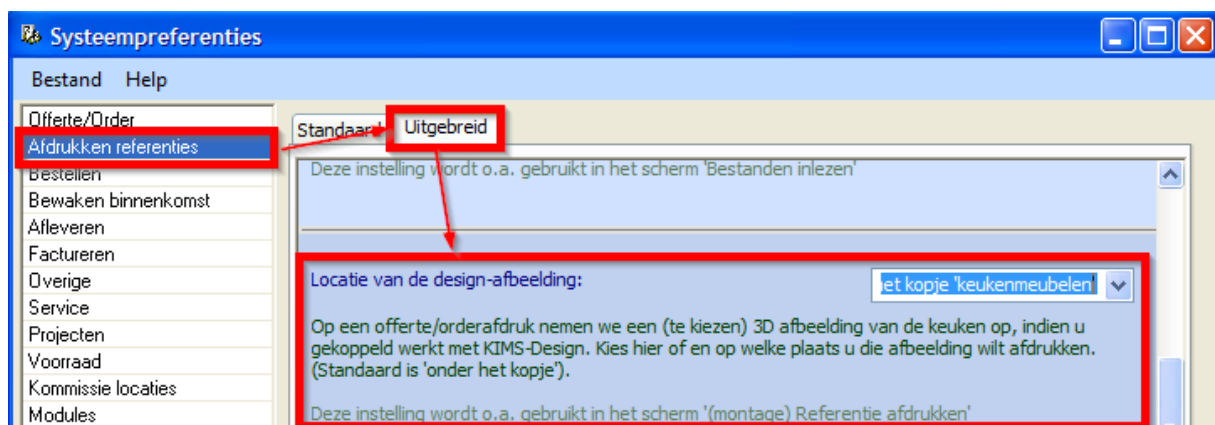 Systeempreferenties
Bestand Help
Offerte/Order
Afdrukken referenties
Bestellen
Bewaken binnenkomst
Afleveren
Factureren
Overige
Service
Projecten
Voorraad
Kommissie locaties
Modules
Standaard Uitgebreid
Deze instelling wordt o.a. gebruikt in het scherm 'Bestanden inlezen'
Locatie van de design-afbeelding:
het kopje 'keukenmeubelen'
Op een offerte/orderafdruk nemen we een (te kiezen) 3D afbeelding van de keuken op, indien u
gekoppeld werkt met KIMS-Design. Kies hier of en op welke plaats u die afbeelding wilt afdrukken.
(Standaard is 'onder het kopje').
Deze instelling wordt o.a. gebruikt in het scherm '(montage) Referentie afdrukken'